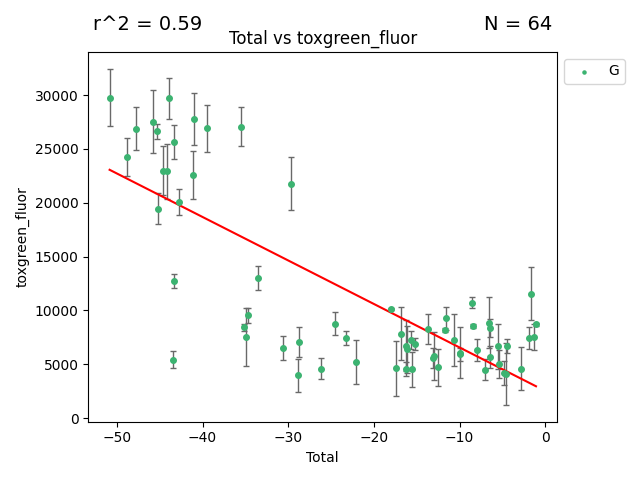 r^2 = 0.59
N = 64
Total vs toxgreen_fluor
G
30000
25000
20000
15000
10000
5000
0
toxgreen_fluor
−50 −40 −30 −20 −10 0
Total